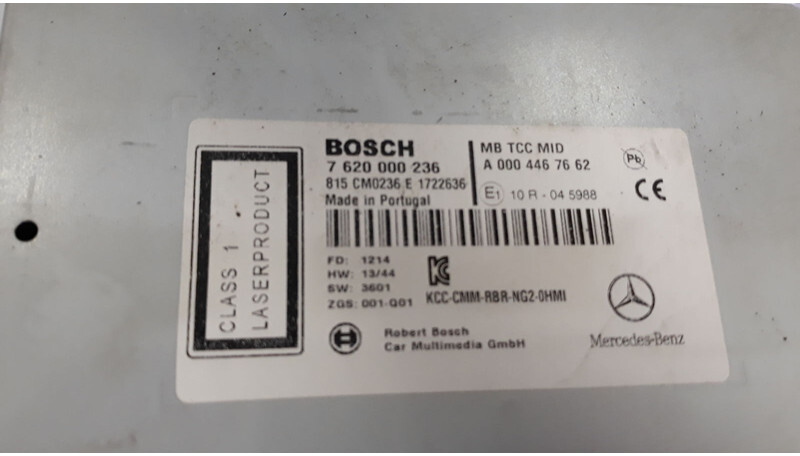 CLASS 1
LASERPRODUCT
BOSCH
7 620 000 236
815 CM0236 E 1722636
Made in Portugal
MB TCC MID
A 000 446 76 62
E1 10 R - 04 5988
Pb
CE
FD: 1214
HW: 13/44
SW: 3601
ZGS: 001-Q01
KC
KCC-CMM-RBR-NG2-0HMI
Robert Bosch
Car Multimedia GmbH
Mercedes-Benz